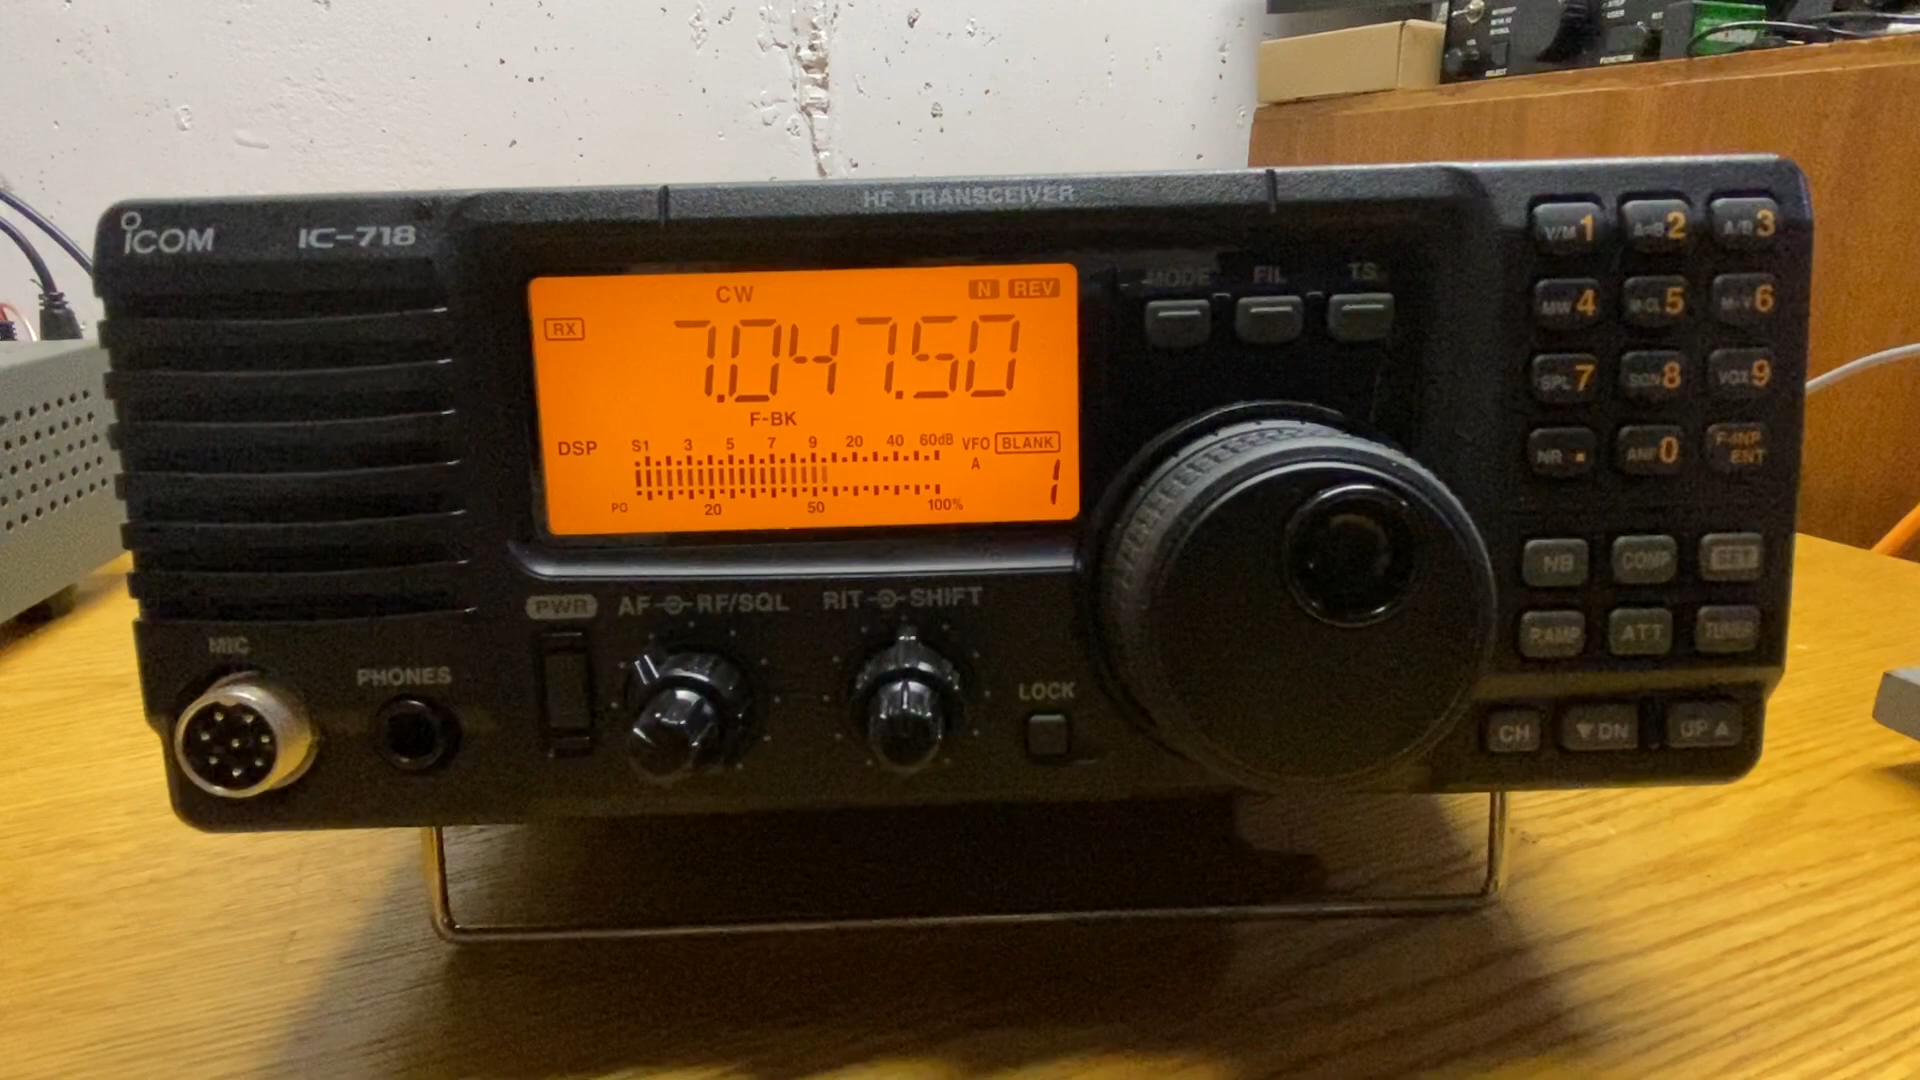 HF TRANSCEIVER
ICOM IC-718
CW N REV
RX 7.047.50
F-BK
DSP S1 3 5 7 9 20 40 60dB VFO BLANK
A 1
PO 20 50 100%
MODE FIL TS
V/M 1 A=B 2 A/B 3
MW 4 M-CL 5 M▸V 6
SPL 7 8 VOX 9
NR . ANF 0 F-INP ENT
NB COMP SET
P.AMP ATT TUNER
CH ▼DN UP▲
PWR AF RF/SQL RIT SHIFT
MIC PHONES LOCK
SELECT